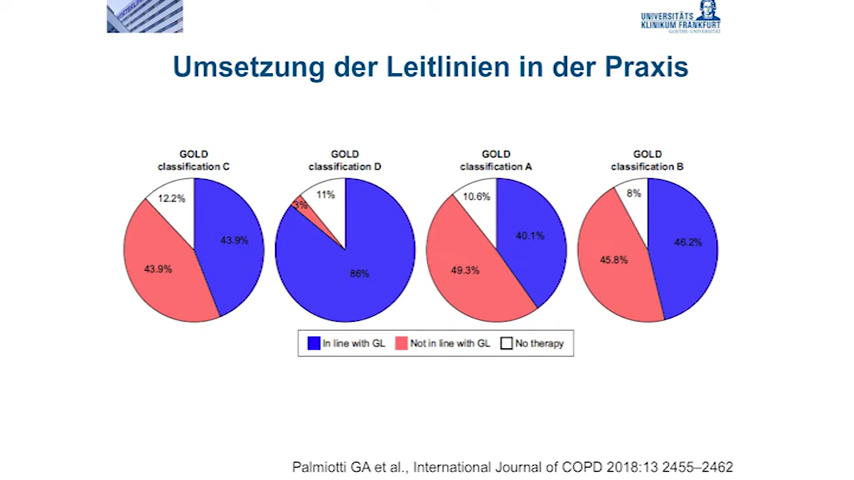 UNIVERSITÄTS
KLINIKUM FRANKFURT
GOETHE-UNIVERSITÄT
Umsetzung der Leitlinien in der Praxis
GOLD
classification C
12.2%
43.9%
43.9%
GOLD
classification D
11%
3%
86%
GOLD
classification A
10.6%
40.1%
49.3%
GOLD
classification B
8%
46.2%
45.8%
In line with GL
Not in line with GL
No therapy
Palmiotti GA et al., International Journal of COPD 2018:13 2455–2462